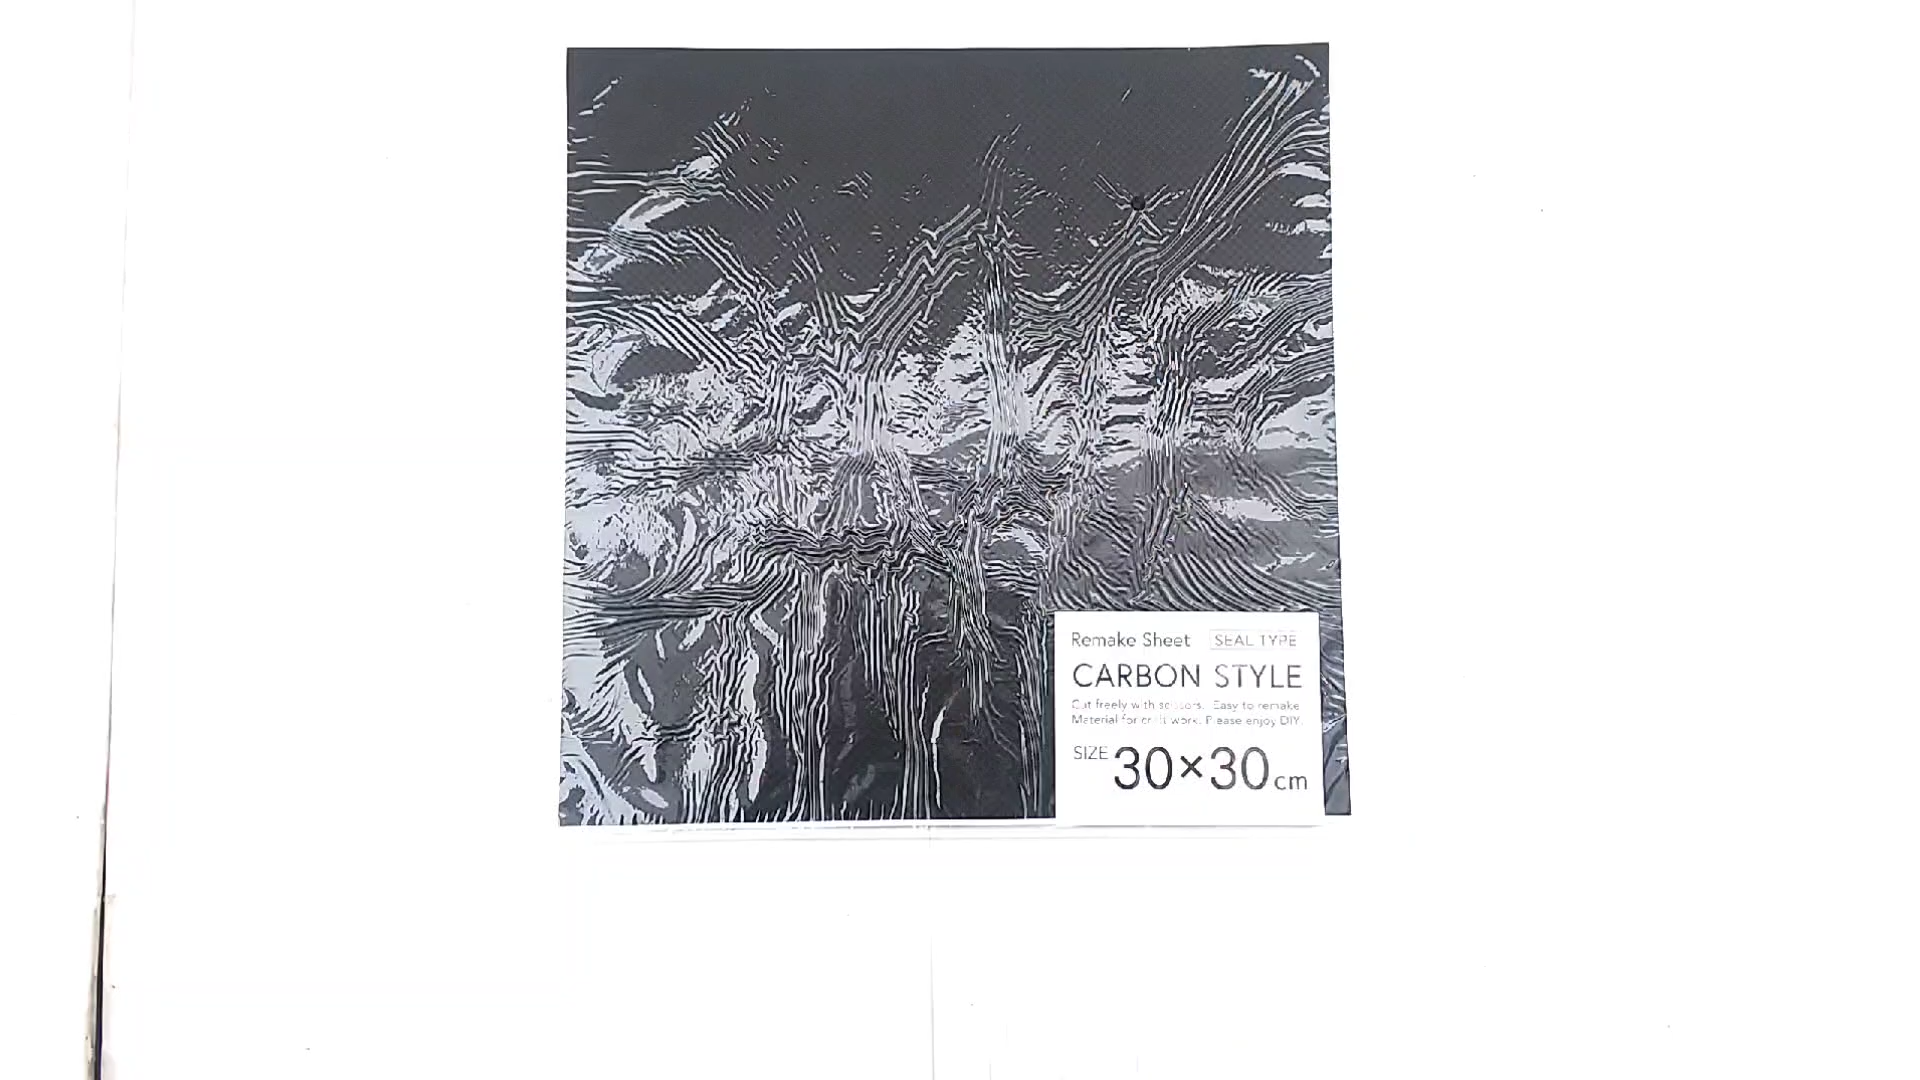 Remake Sheet SEAL TYPE
CARBON STYLE
Cut freely with scissors. Easy to remake
Material for craft work. Please enjoy DIY.
SIZE 30×30cm